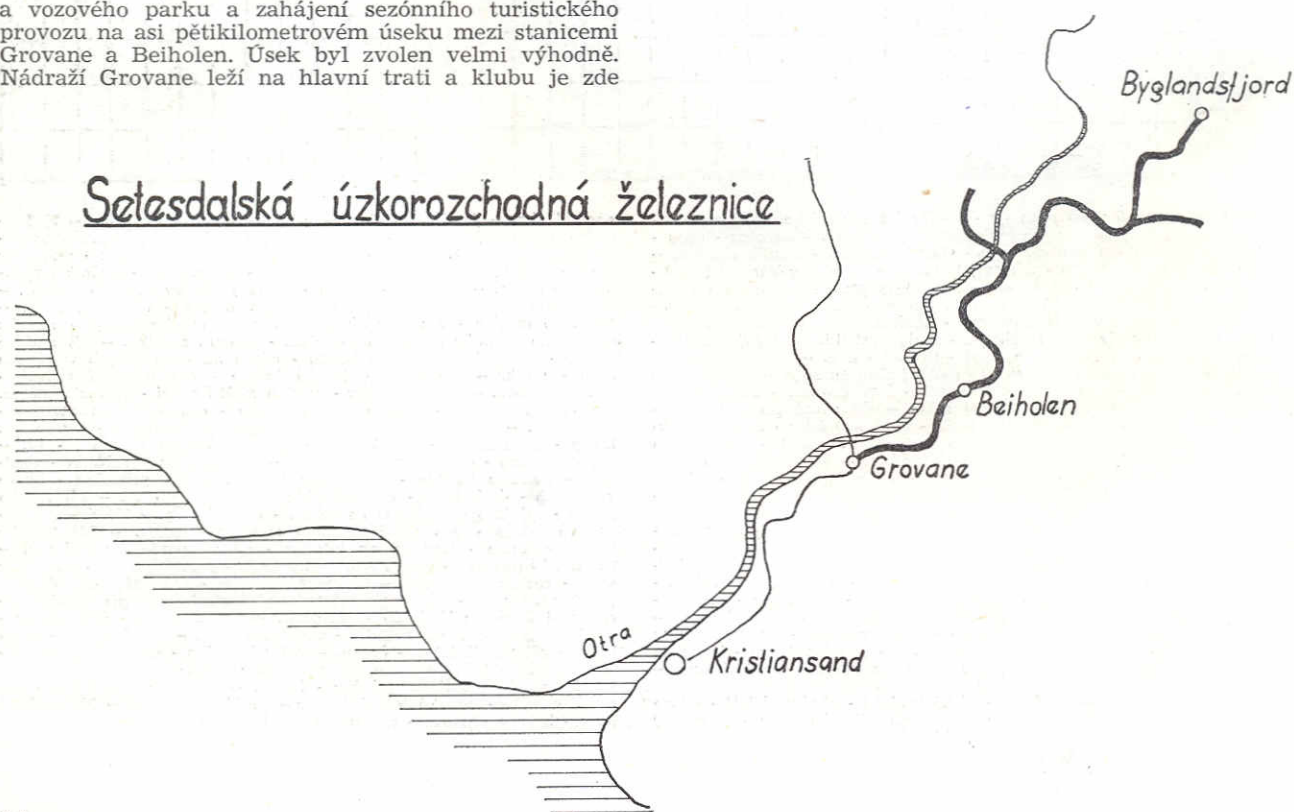 a vozového parku a zahájení sezónního turistického
provozu na asi pětikilometrovém úseku mezi stanicemi
Grovane a Beiholen. Úsek byl zvolen velmi výhodně.
Nádraží Grovane leží na hlavní trati a klubu je zde
Byglandsfjord
Setesdalská úzkorozchodná železnice
Beiholen
Grovane
Otra
Kristiansand